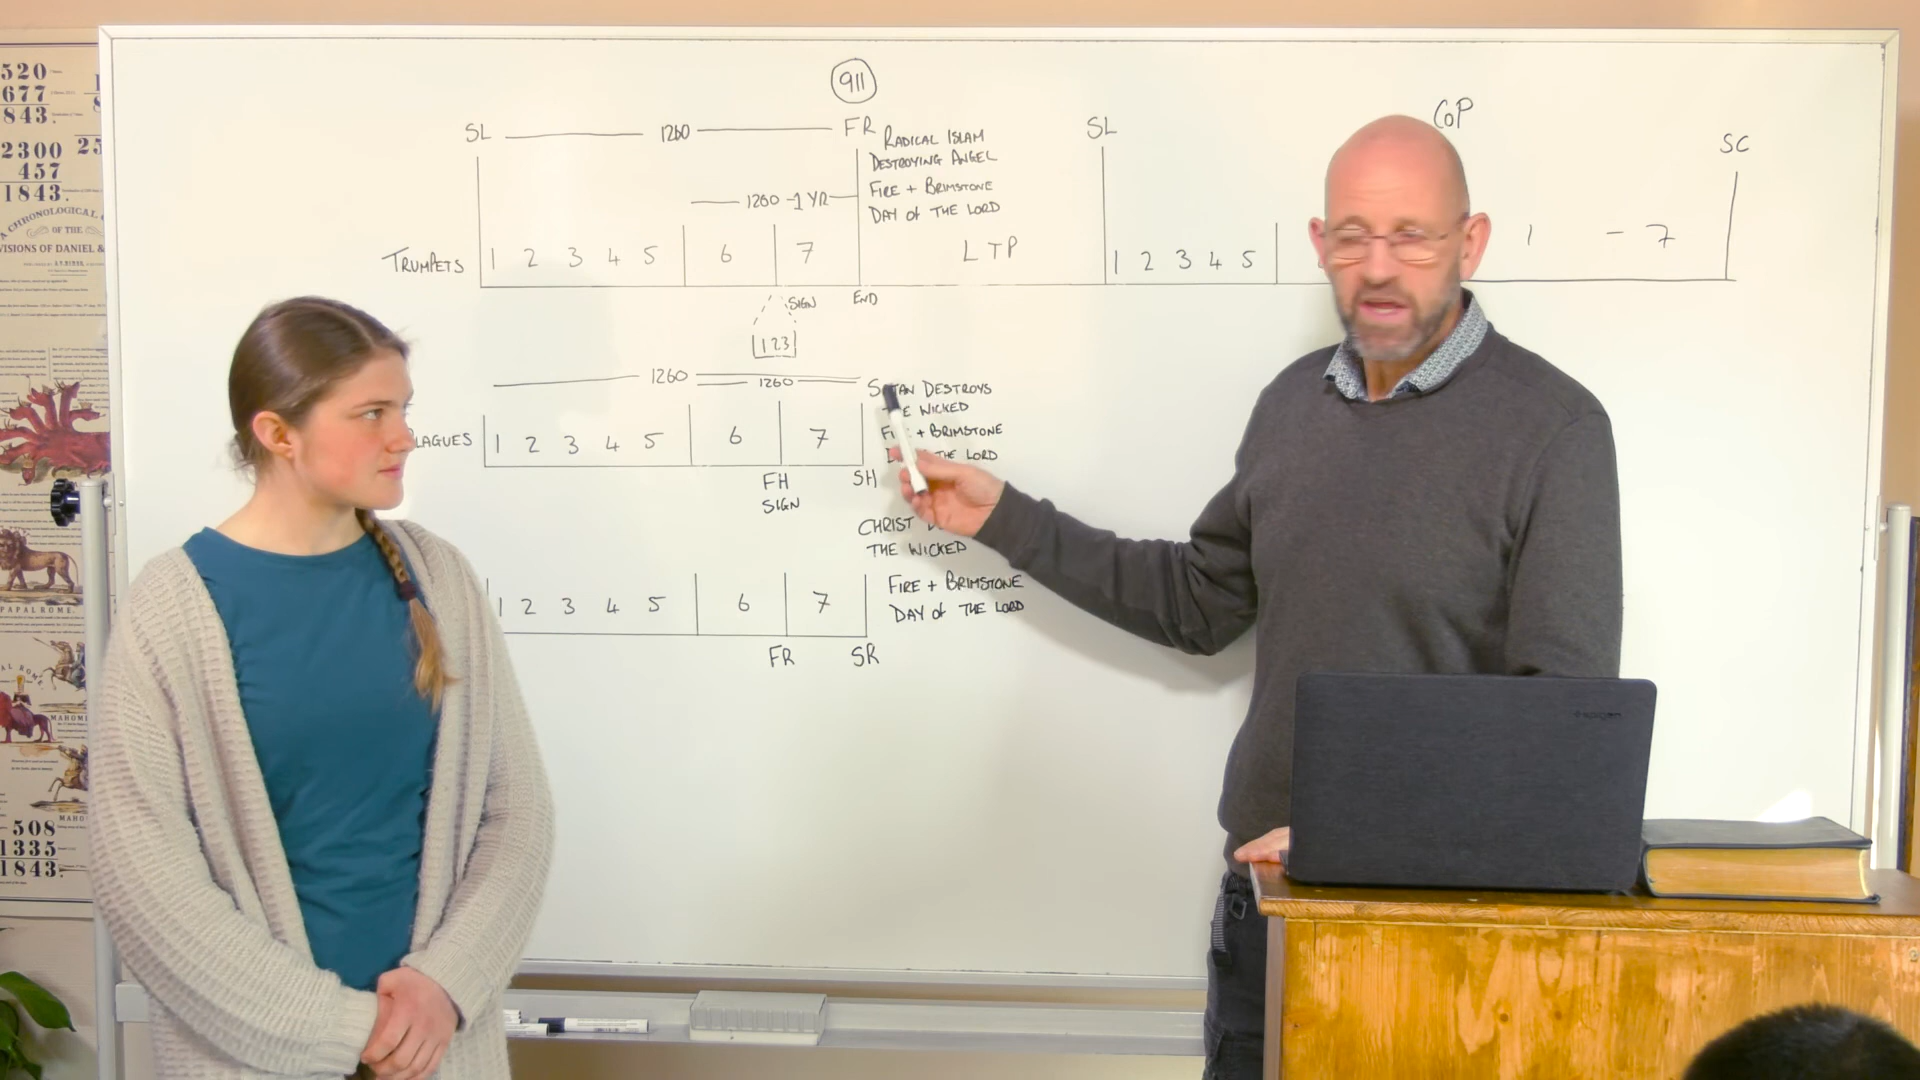 520
677
843.
2300
457
1843.
25
A CHRONOLOGICAL
OF THE
VISIONS OF DANIEL &
PAPAL ROME.
MAHOM
MAHO
508
1335
1843.
911
SL 1260 FR
RADICAL ISLAM
DESTROYING ANGEL
FIRE + BRIMSTONE
DAY of THE LORD
1260 -1 YR
TRUMPETS 1 2 3 4 5 6 7
LTP
SIGN END
123
SL CoP SC
1 2 3 4 5
1 - 7
1260
1260
SATAN DESTROYS
THE WICKED
FIRE + BRIMSTONE
THE LORD
PLAGUES 1 2 3 4 5 6 7
FH SH
SIGN
CHRIST
THE WICKED
FIRE + BRIMSTONE
DAY of THE LORD
1 2 3 4 5 6 7
FR SR